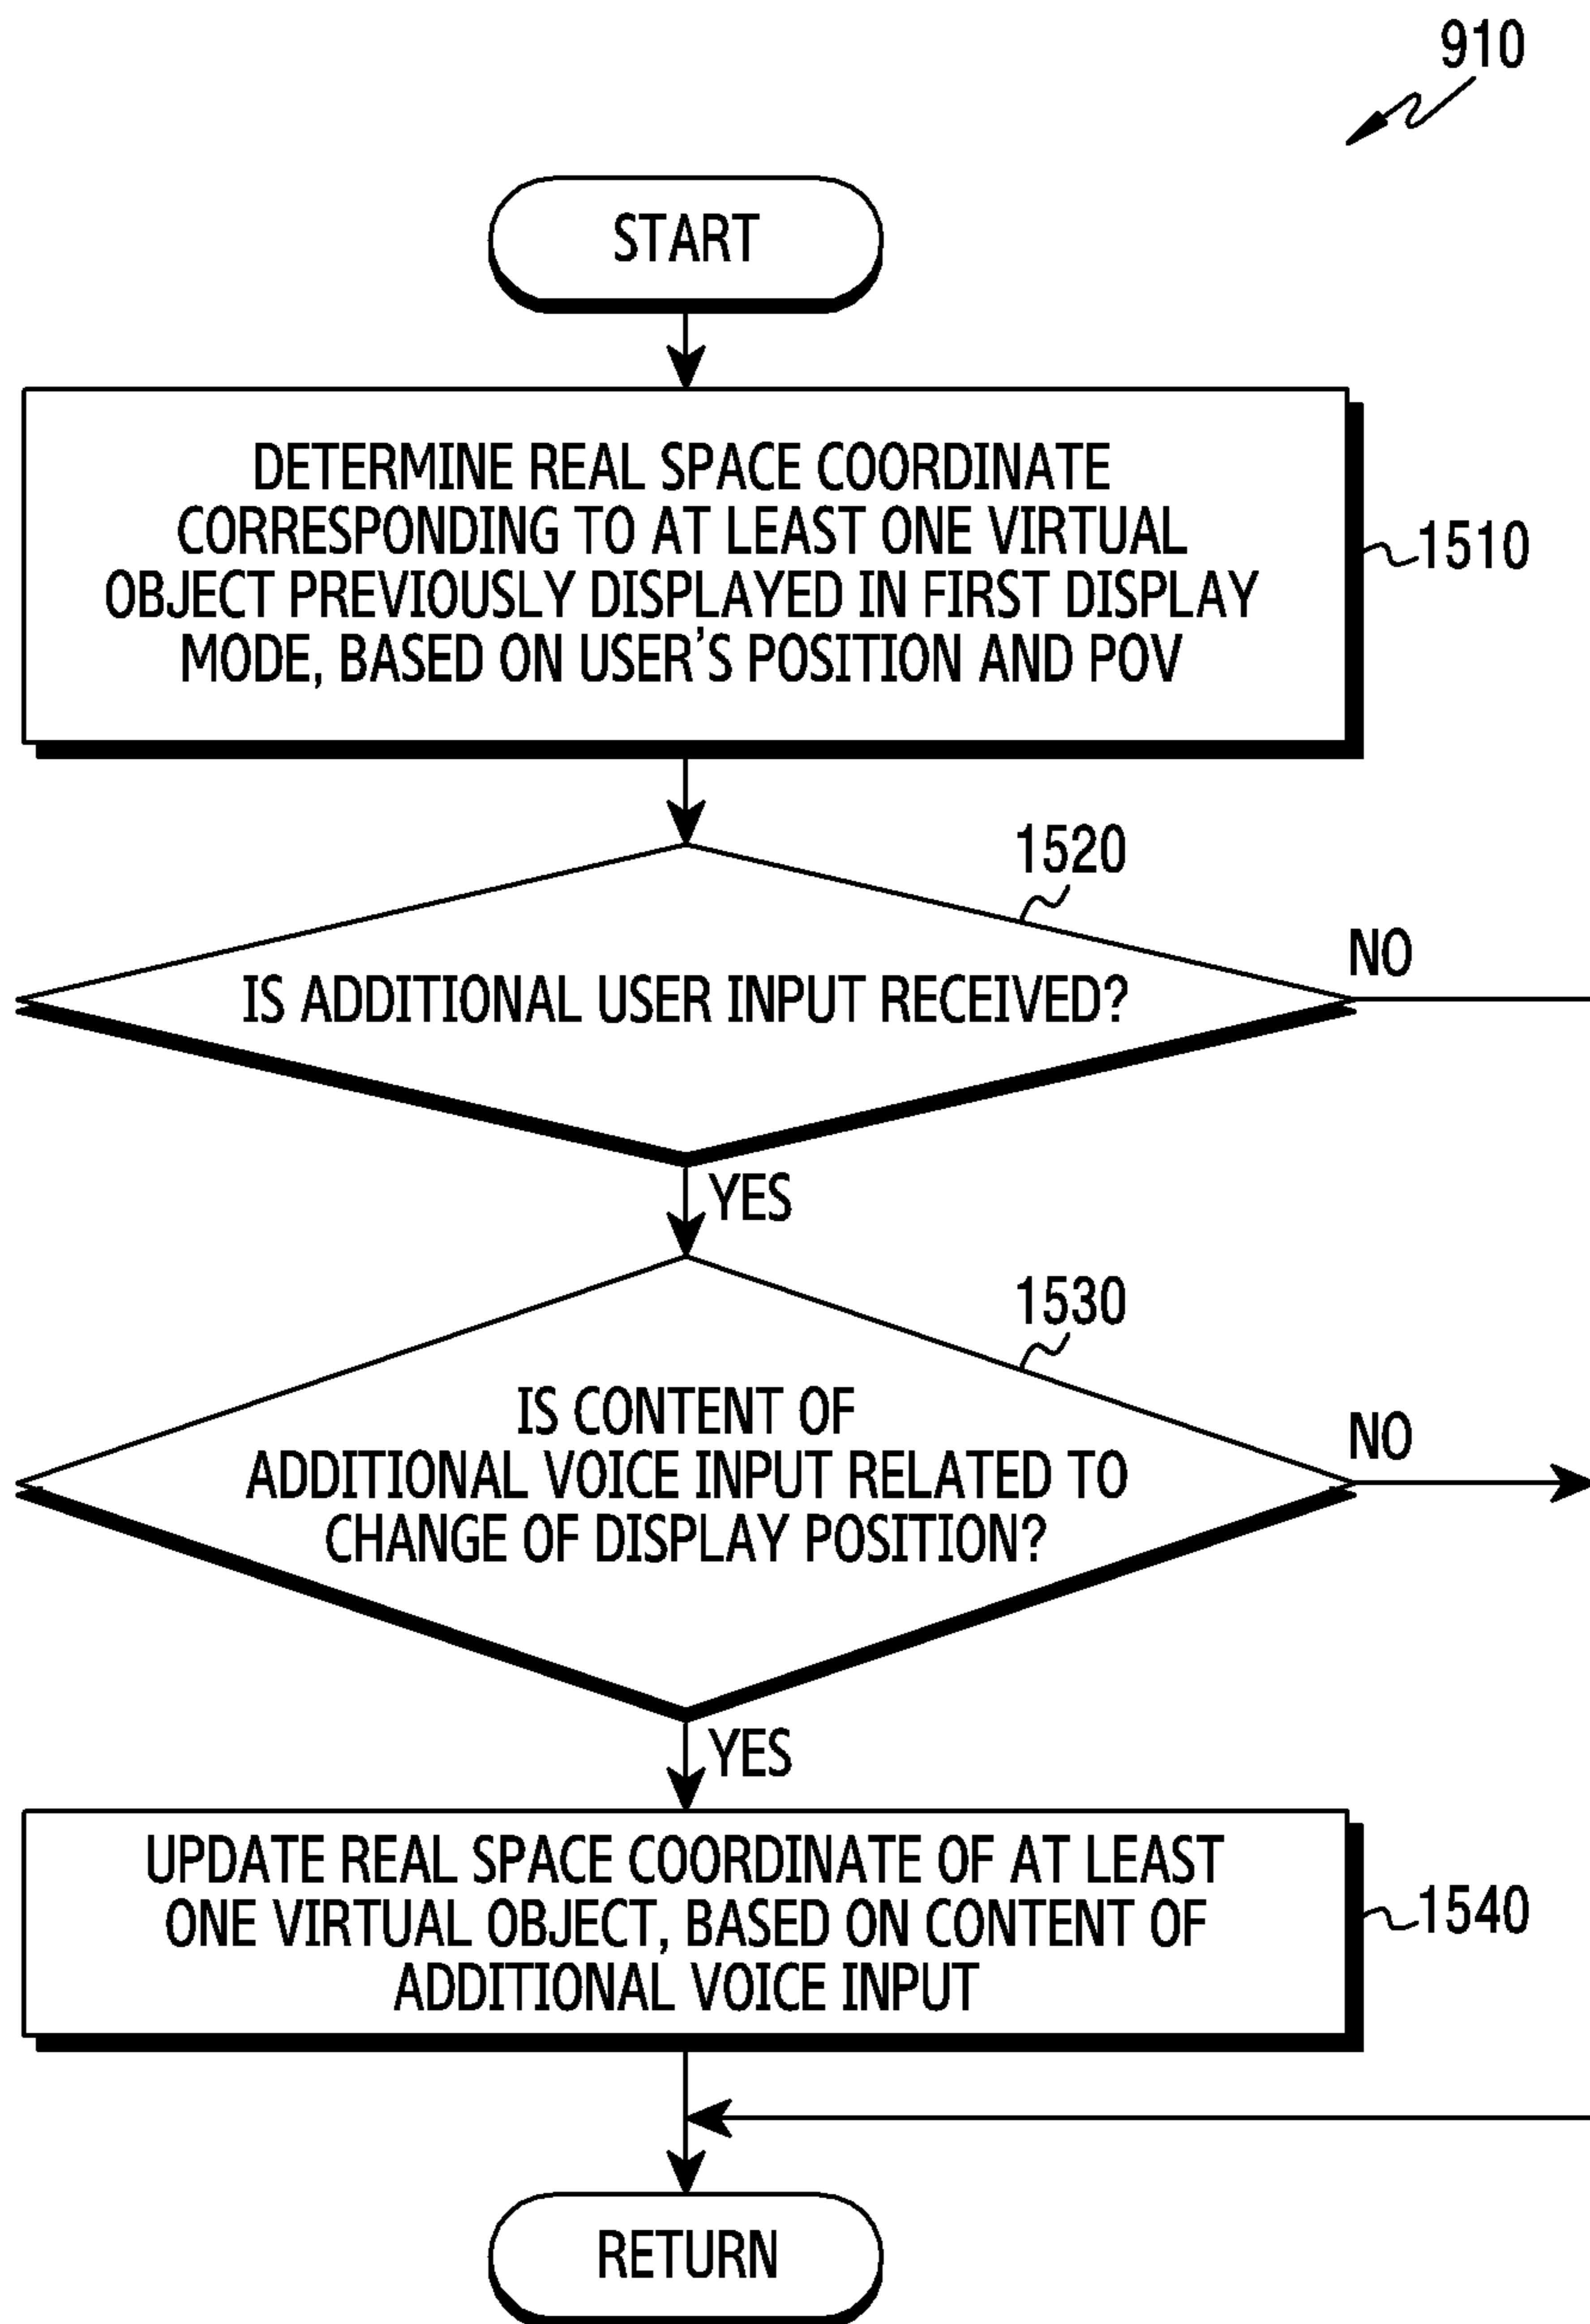 910
START
DETERMINE REAL SPACE COORDINATE
CORRESPONDING TO AT LEAST ONE VIRTUAL
OBJECT PREVIOUSLY DISPLAYED IN FIRST DISPLAY
MODE, BASED ON USER'S POSITION AND POV
1510
1520
IS ADDITIONAL USER INPUT RECEIVED?
NO
YES
1530
IS CONTENT OF
ADDITIONAL VOICE INPUT RELATED TO
CHANGE OF DISPLAY POSITION?
NO
YES
UPDATE REAL SPACE COORDINATE OF AT LEAST
ONE VIRTUAL OBJECT, BASED ON CONTENT OF
ADDITIONAL VOICE INPUT
1540
RETURN